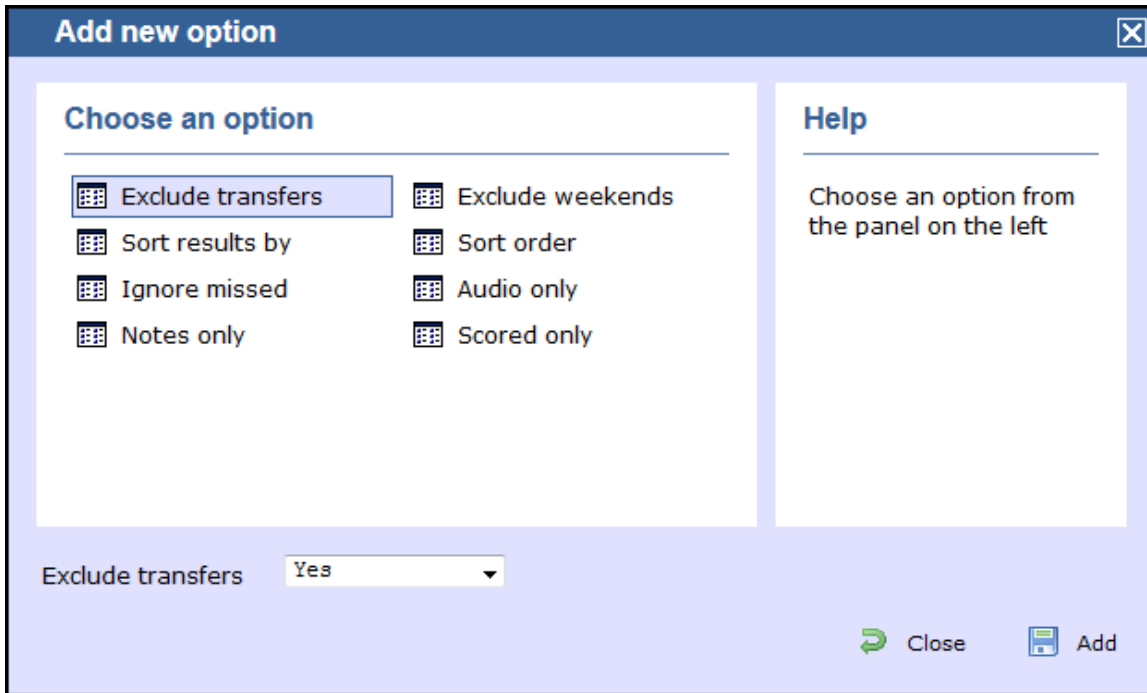 Add new option
Choose an option
Exclude transfers
Exclude weekends
Sort results by
Sort order
Ignore missed
Audio only
Notes only
Scored only
Help
Choose an option from
the panel on the left
Exclude transfers
Yes
Close
Add